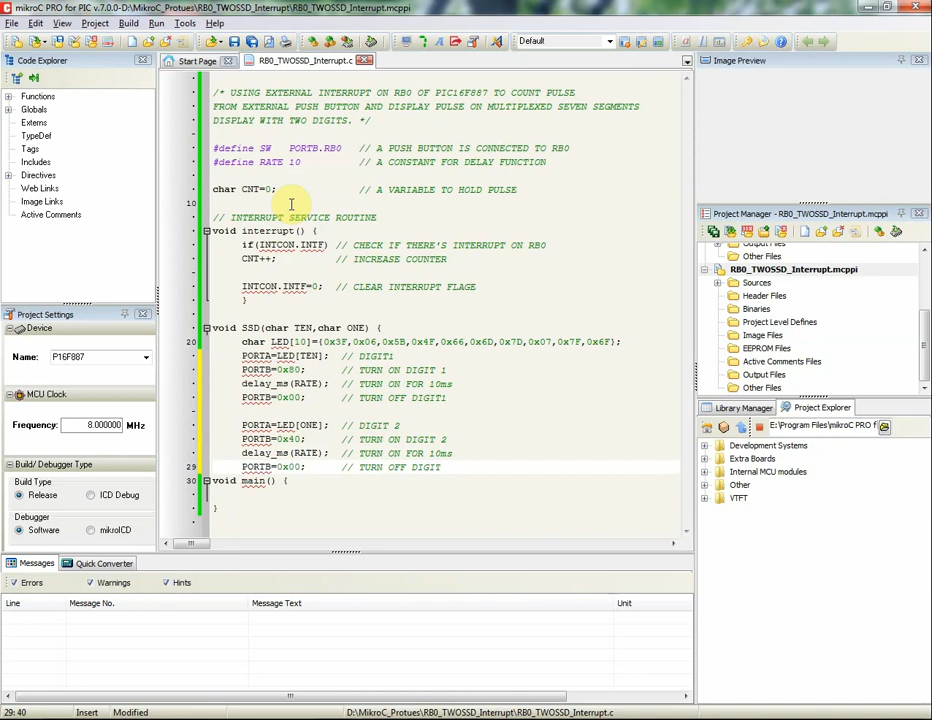 mikroC PRO for PIC v.7.0.0-D:\MikroC_Protues\RB0_TWOSSD_Interrupt\RB0_TWOSSD_Interrupt.mcppi
File Edit View Project Build Run Tools Help
Default
Code Explorer
Start Page
RB0_TWOSSD_Interrupt.c
Image Preview
Functions
Globals
Externs
TypeDef
Tags
Includes
Directives
Web Links
Image Links
Active Comments
/* USING EXTERNAL INTERRUPT ON RB0 OF PIC16F887 TO COUNT PULSE
FROM EXTERNAL PUSH BUTTON AND DISPLAY PULSE ON MULTIPLEXED SEVEN SEGMENTS
DISPLAY WITH TWO DIGITS. */
#define SW PORTB.RB0 // A PUSH BUTTON IS CONNECTED TO RB0
#define RATE 10 // A CONSTANT FOR DELAY FUNCTION
char CNT=0; // A VARIABLE TO HOLD PULSE
10
// INTERRUPT SERVICE ROUTINE
void interrupt() {
if(INTCON.INTF) // CHECK IF THERE'S INTERRUPT ON RB0
CNT++; // INCREASE COUNTER
INTCON.INTF=0; // CLEAR INTERRUPT FLAGE
}
void SSD(char TEN,char ONE) {
20 char LED[10]={0x3F,0x06,0x5B,0x4F,0x66,0x6D,0x7D,0x07,0x7F,0x6F};
PORTA=LED[TEN]; // DIGIT1
PORTB=0x80; // TURN ON DIGIT 1
delay_ms(RATE); // TURN ON FOR 10ms
PORTB=0x00; // TURN OFF DIGIT1
PORTA=LED[ONE]; // DIGIT 2
PORTB=0x40; // TURN ON DIGIT 2
delay_ms(RATE); // TURN ON FOR 10ms
29 PORTB=0x00; // TURN OFF DIGIT
30 void main() {
}
Project Settings
Device
Name: P16F887
MCU Clock
Frequency: 8.000000 MHz
Build/ Debugger Type
Build Type
Release ICD Debug
Debugger
Software mikroICD
Project Manager - RB0_TWOSSD_Interrupt.mcppi
Output Files
Other Files
RB0_TWOSSD_Interrupt.mcppi
Sources
Header Files
Binaries
Project Level Defines
Image Files
EEPROM Files
Active Comments Files
Output Files
Other Files
Library Manager Project Explorer
E:\Program Files\mikroC PRO f
Development Systems
Extra Boards
Internal MCU modules
Other
VTFT
Messages Quick Converter
Errors Warnings Hints
Line Message No. Message Text Unit
29: 40 Insert Modified D:\MikroC_Protues\RB0_TWOSSD_Interrupt\RB0_TWOSSD_Interrupt.c